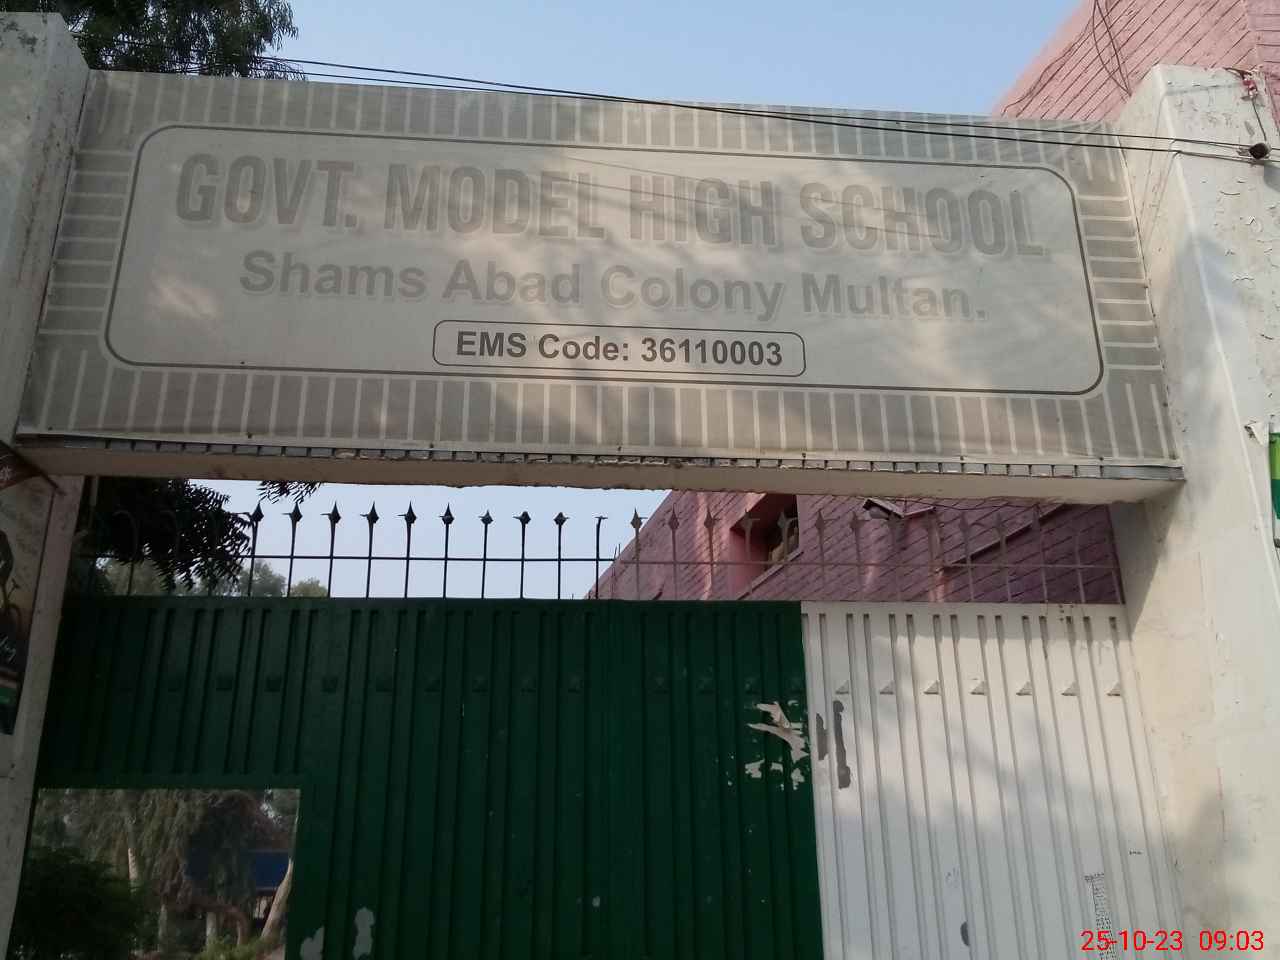 GOVT. MODEL HIGH SCHOOL
Shams Abad Colony Multan.
EMS Code: 36110003
25-10-23 09:03